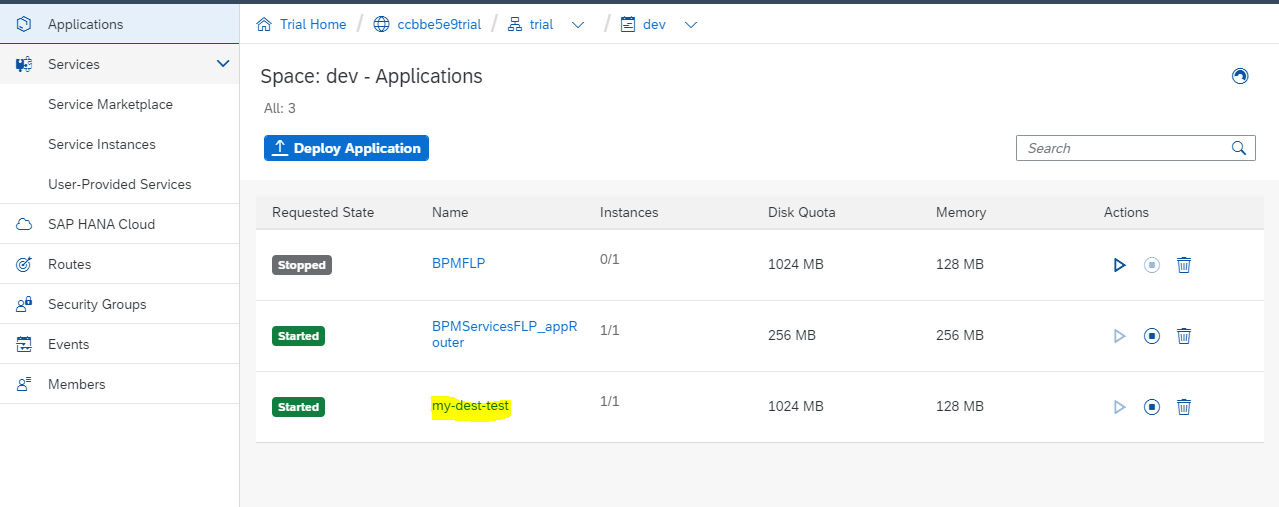 Applications
Services
Service Marketplace
Service Instances
User-Provided Services
SAP HANA Cloud
Routes
Security Groups
Events
Members
Trial Home / ccbbe5e9trial / trial / dev
Space: dev - Applications
All: 3
Deploy Application
Search
Requested State Name Instances Disk Quota Memory Actions
Stopped BPMFLP 0/1 1024 MB 128 MB
Started BPMServicesFLP_appR 1/1 256 MB 256 MB
outer
Started my-dest-test 1/1 1024 MB 128 MB